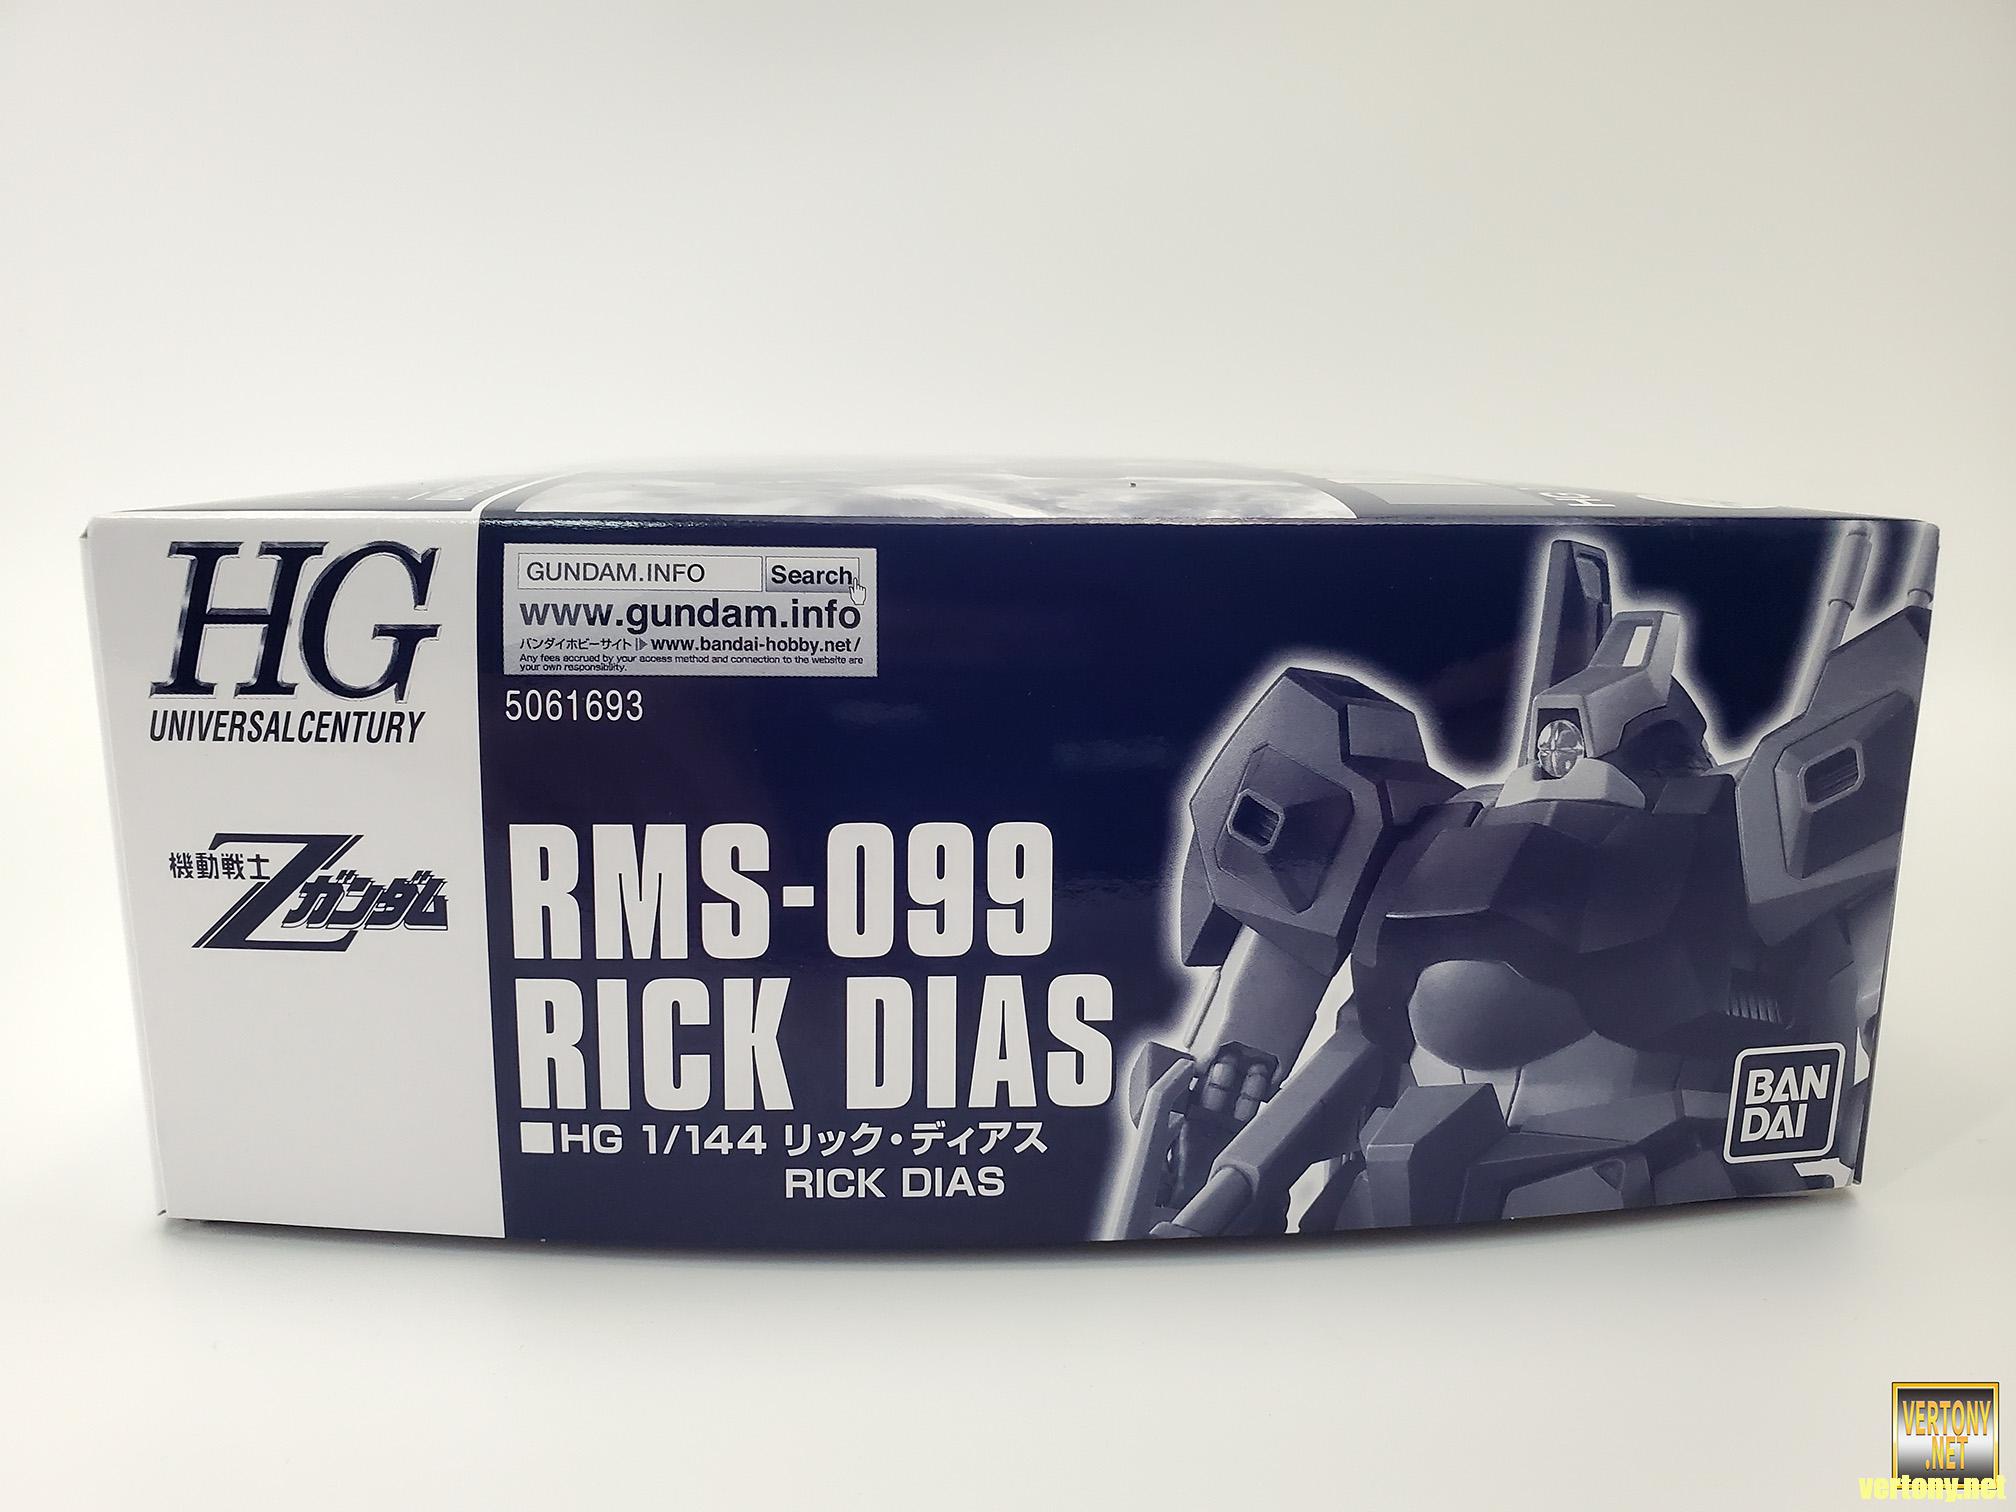 HG
UNIVERSALCENTURY
機動戦士Zガンダム
GUNDAM.INFO Search
www.gundam.info
バンダイホビーサイト www.bandai-hobby.net/
Any fees accrued by your access method and connection to the website are
your own responsibility.
5061693
RMS-099
RICK DIAS
■HG 1/144 リック・ディアス
RICK DIAS
BAN
DAI
VERTONY
.NET
vertony.net